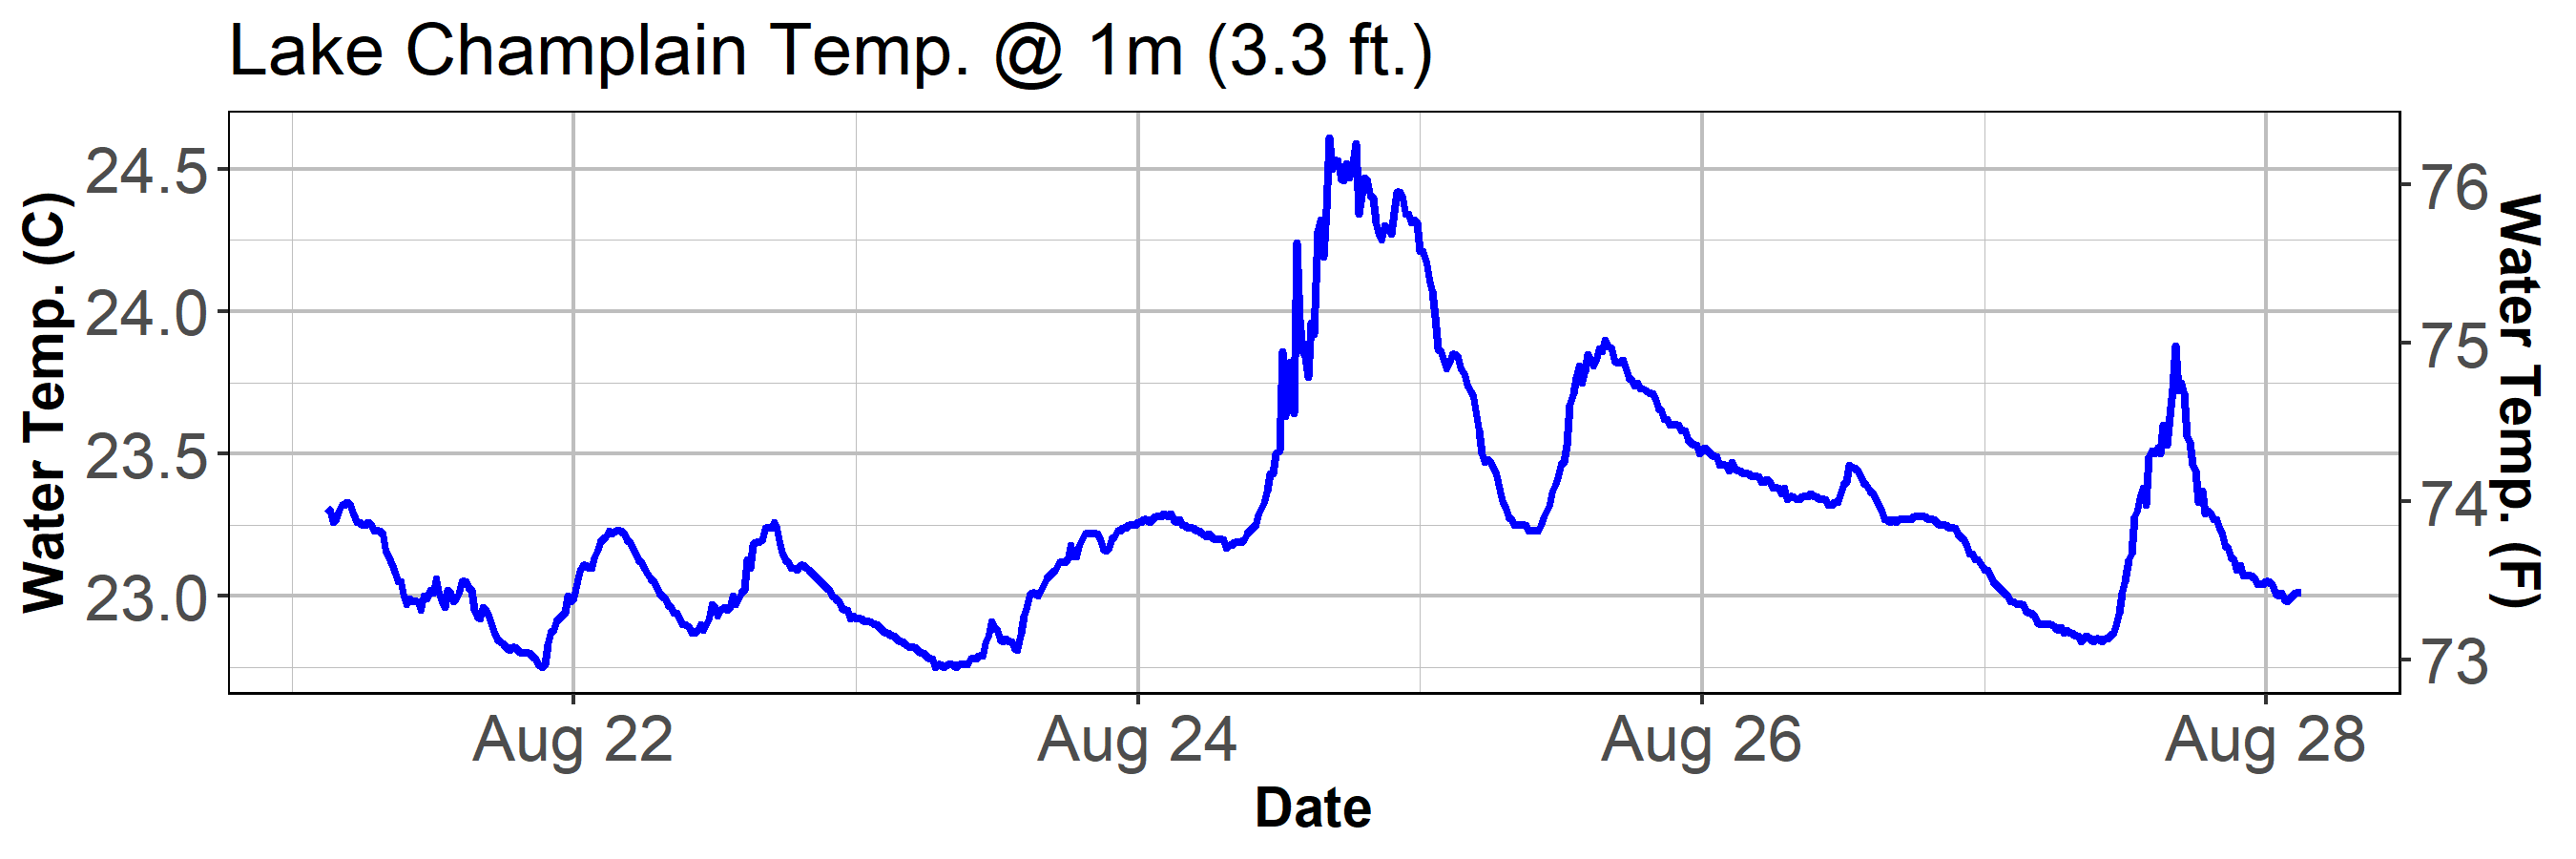 Lake Champlain Temp. @ 1m (3.3 ft.)
Water Temp. (C)
24.5
24.0
23.5
23.0
76
75
74
73
Water Temp. (F)
Aug 22
Aug 24
Aug 26
Aug 28
Date